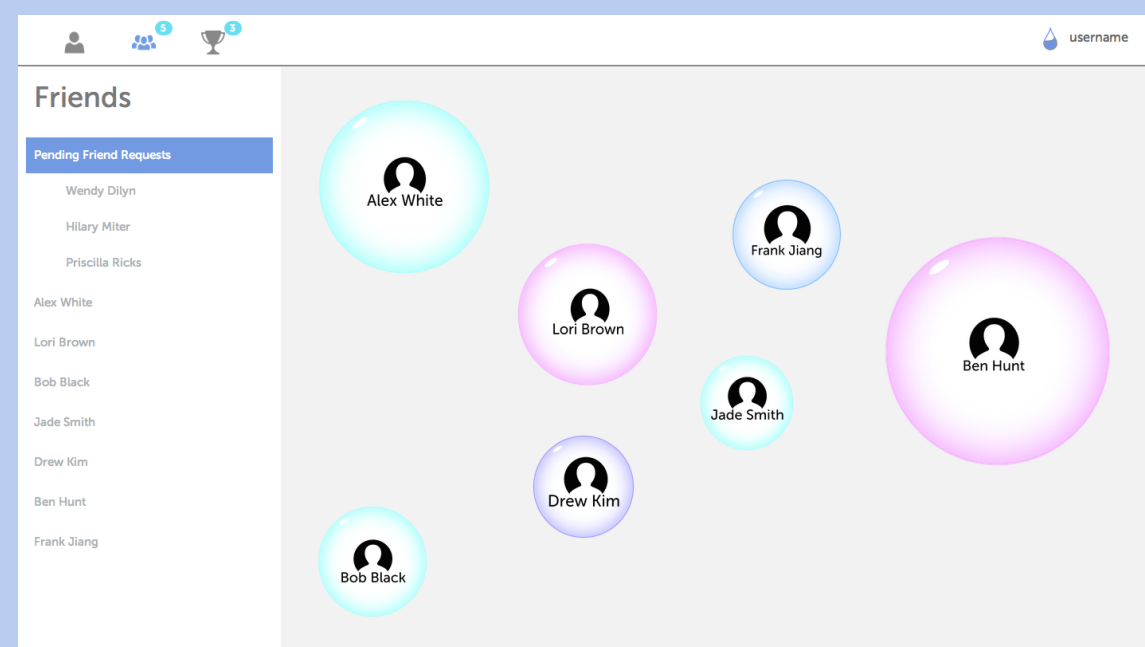 5
3
username
Friends
Pending Friend Requests
Wendy Dilyn
Hilary Miter
Priscilla Ricks
Alex White
Lori Brown
Bob Black
Jade Smith
Drew Kim
Ben Hunt
Frank Jiang
Alex White
Frank Jiang
Lori Brown
Ben Hunt
Jade Smith
Drew Kim
Bob Black